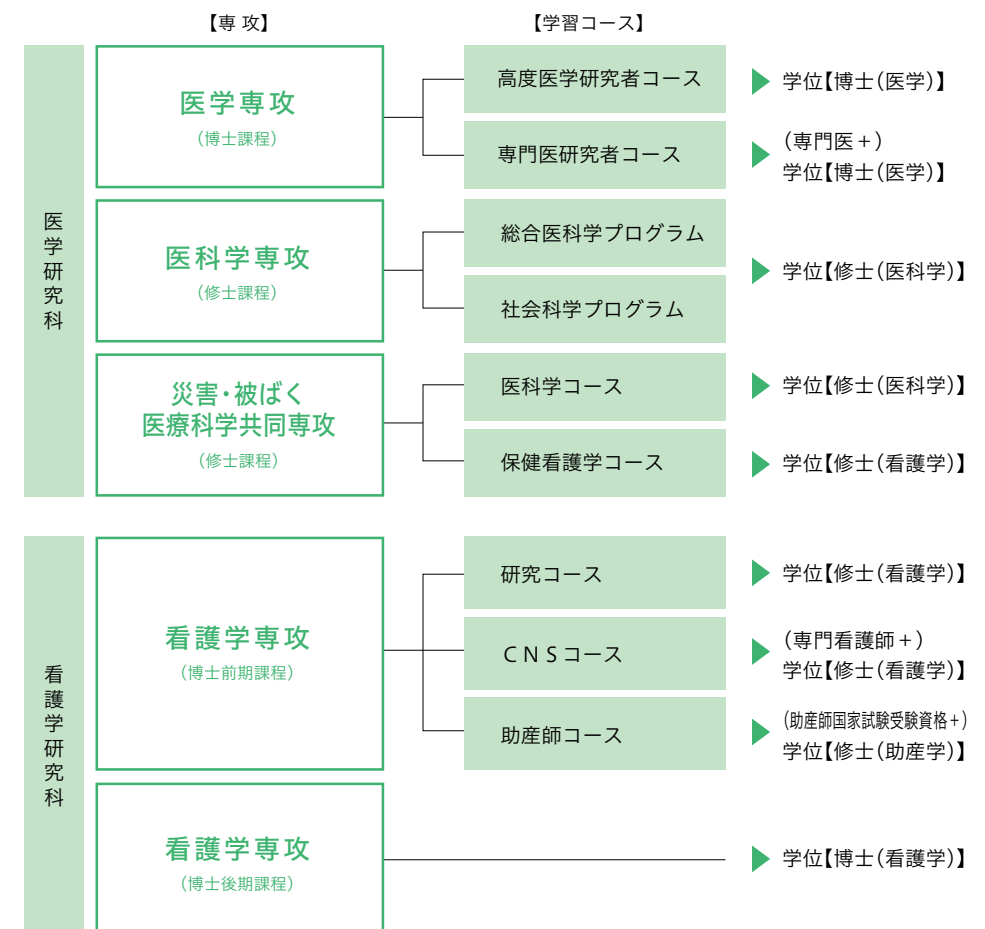 【専 攻】
【学習コース】
医学研究科
医学専攻
（博士課程）
高度医学研究者コース
学位【博士（医学）】
専門医研究者コース
（専門医＋）
学位【博士（医学）】
医科学専攻
（修士課程）
総合医科学プログラム
社会科学プログラム
学位【修士（医科学）】
災害・被ばく
医療科学共同専攻
（修士課程）
医科学コース
学位【修士（医科学）】
保健看護学コース
学位【修士（看護学）】
看護学研究科
看護学専攻
（博士前期課程）
研究コース
学位【修士（看護学）】
ＣＮＳコース
（専門看護師＋）
学位【修士（看護学）】
助産師コース
（助産師国家試験受験資格＋）
学位【修士（助産学）】
看護学専攻
（博士後期課程）
学位【博士（看護学）】